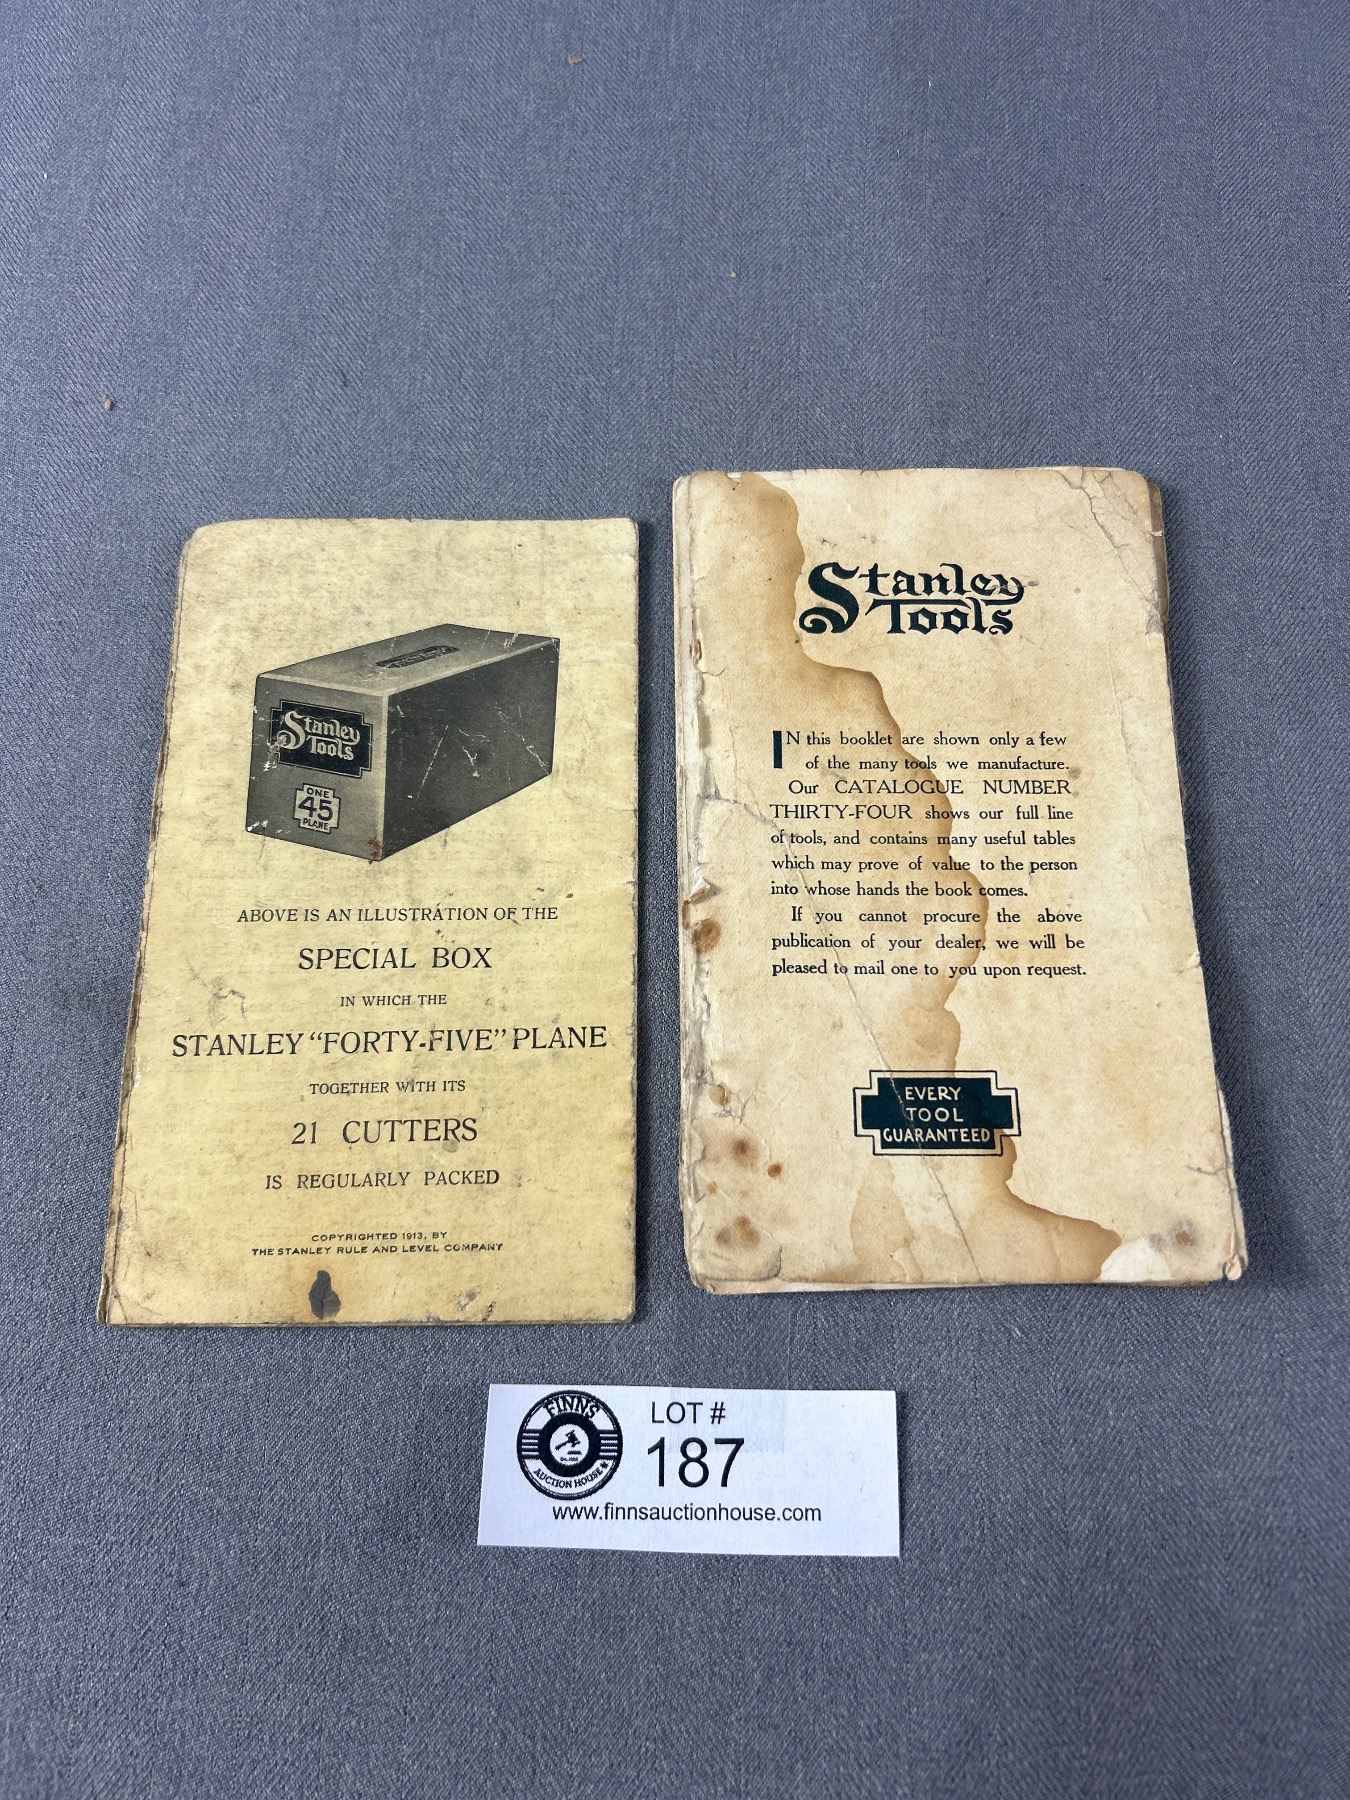 Stanley
Tools
ONE
45
PLANE
ABOVE IS AN ILLUSTRATION OF THE
SPECIAL BOX
IN WHICH THE
STANLEY "FORTY-FIVE" PLANE
TOGETHER WITH ITS
21 CUTTERS
IS REGULARLY PACKED
COPYRIGHTED 1913, BY
THE STANLEY RULE AND LEVEL COMPANY
Stanley
Tools
IN this booklet are shown only a few
of the many tools we manufacture.
Our CATALOGUE NUMBER
THIRTY-FOUR shows our full line
of tools, and contains many useful tables
which may prove of value to the person
into whose hands the book comes.
If you cannot procure the above
publication of your dealer, we will be
pleased to mail one to you upon request.
EVERY
TOOL
GUARANTEED
FINNS
AUCTION HOUSE
LOT #
187
www.finnsauctionhouse.com